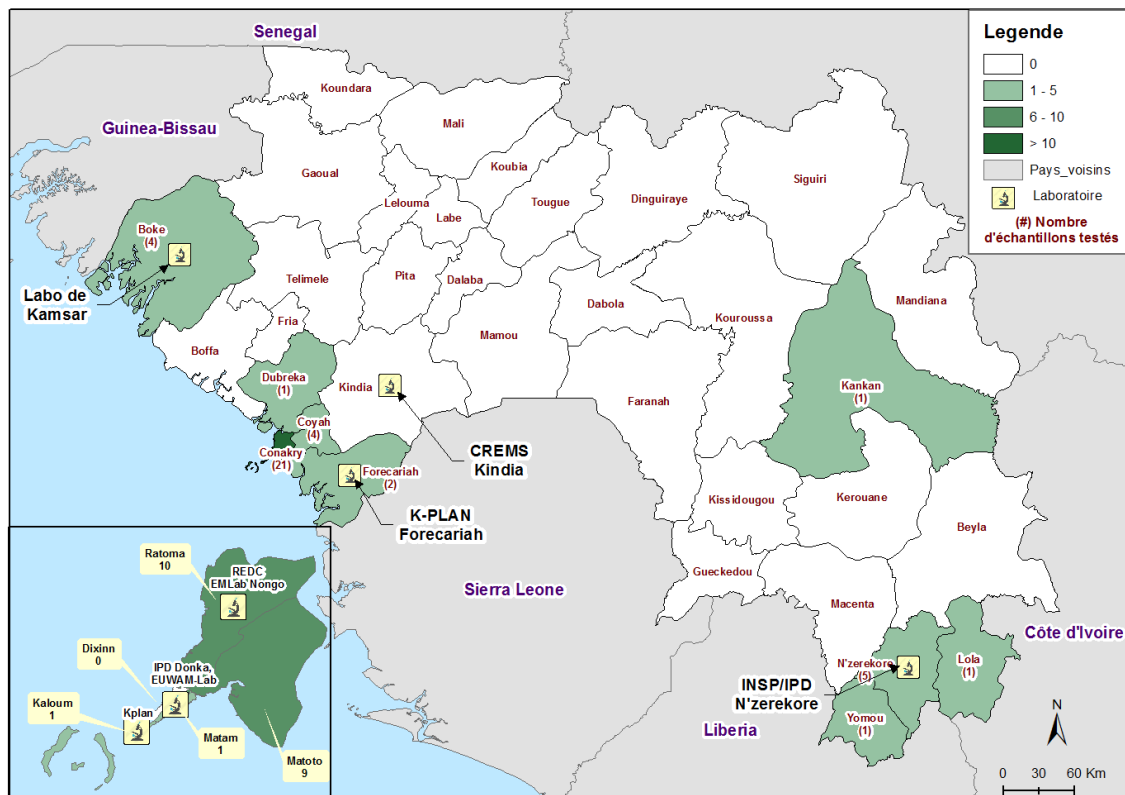 Senegal
Guinea-Bissau
Koundara
Mali
Gaoual
Koubia
Lelouma
Labe
Tougue
Dinguiraye
Siguiri
Boke
(4)
Labo de
Kamsar
Telimele
Pita
Dalaba
Fria
Boffa
Mamou
Dabola
Kouroussa
Mandiana
Dubreka
(1)
Kindia
Coyah
(4)
Conakry
(21)
Forecariah
(2)
CREMS
Kindia
K-PLAN
Forecariah
Faranah
Kankan
(1)
Kissidougou
Kerouane
Beyla
Gueckedou
Macenta
Sierra Leone
Côte d'Ivoire
N'zerekore
(5)
Lola
(1)
Yomou
(1)
INSP/IPD
N'zerekore
Liberia
Legende
0
1 - 5
6 - 10
> 10
Pays_voisins
Laboratoire
(#) Nombre
d'échantillons testés
Ratoma
10
REDC
EMLab Nongo
Dixinn
0
IPD Donka,
EUWAM-Lab
Kaloum
1
Kplan
Matam
1
Matoto
9
N
0 30 60 Km